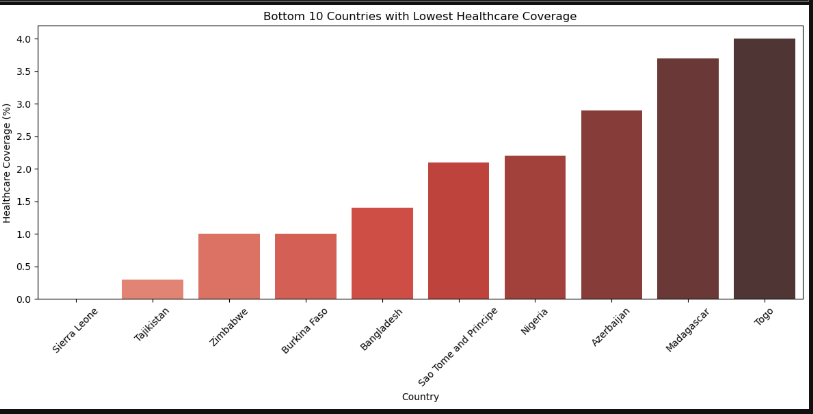 Bottom 10 Countries with Lowest Healthcare Coverage
Healthcare Coverage (%)
4.0
3.5
3.0
2.5
2.0
1.5
1.0
0.5
0.0
Sierra Leone
Tajikistan
Zimbabwe
Burkina Faso
Bangladesh
Sao Tome and Principe
Nigeria
Azerbaijan
Madagascar
Togo
Country